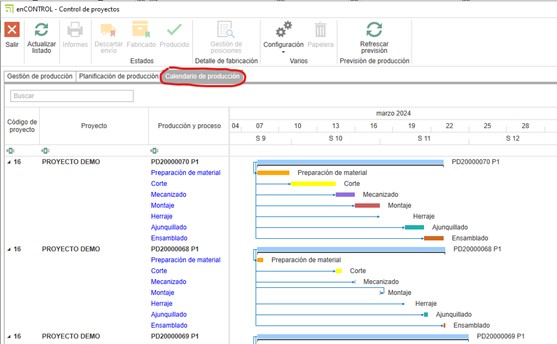 enCONTROL - Control de proyectos
Salir
Actualizar listado
Informes
Descartar envío
Fabricado
Producido
Gestión de posiciones
Configuración
Papelera
Refrescar previsión
Estados
Detalle de fabricación
Varios
Previsión de producción
Gestión de producción
Planificación de producción
Calendario de producción
Buscar
marzo 2024
Código de proyecto
Proyecto
Producción y proceso
04 07 10 13 16 19 22 25 28
S 9 S 10 S 11 S 12
16 PROYECTO DEMO PD20000070 P1 PD20000070 P1
Preparación de material Preparación de material
Corte Corte
Mecanizado Mecanizado
Montaje Montaje
Herraje Herraje
Ajunquillado Ajunquillado
Ensamblado Ensamblado
16 PROYECTO DEMO PD20000068 P1 PD20000068 P1
Preparación de material Preparación de material
Corte Corte
Mecanizado Mecanizado
Montaje Montaje
Herraje Herraje
Ajunquillado Ajunquillado
Ensamblado Ensamblado
16 PROYECTO DEMO PD20000069 P1 PD20000069 P1